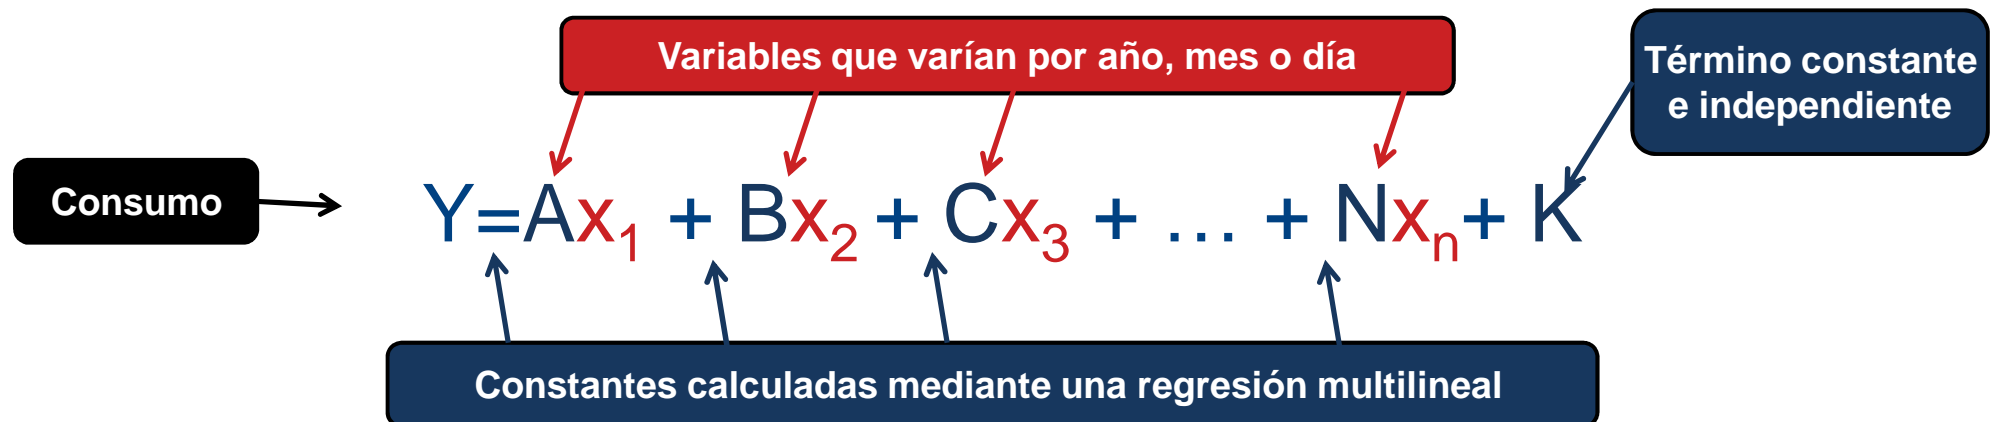 Variables que varían por año, mes o día
Término constante
e independiente
Consumo
Y=Ax₁ + Bx₂ + Cx₃ + ... + Nxₙ+ K
Constantes calculadas mediante una regresión multilineal